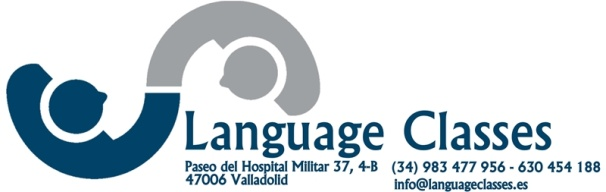 Language Classes
Paseo del Hospital Militar 37, 4-B (34) 983 477 956 - 630 454 188
47006 Valladolid info@languageclasses.es